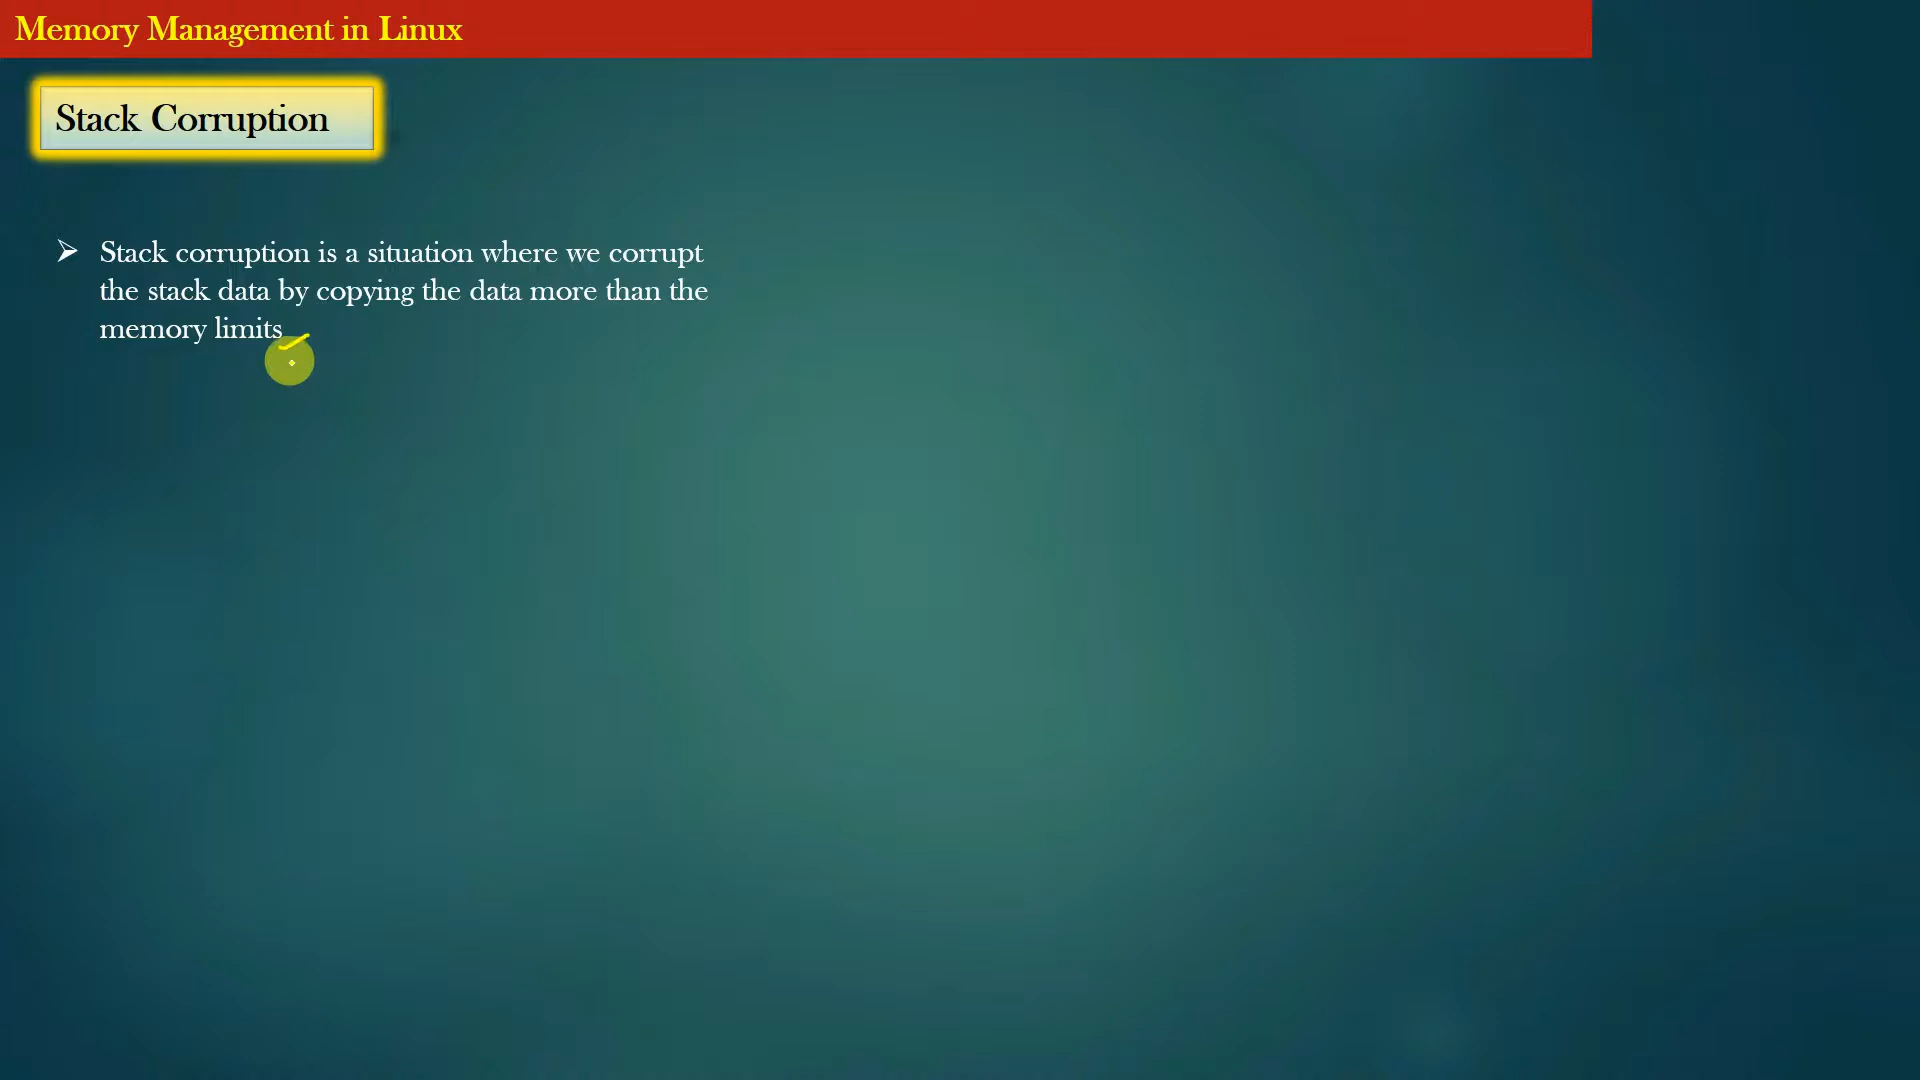 Memory Management in Linux
Stack Corruption
➢ Stack corruption is a situation where we corrupt
the stack data by copying the data more than the
memory limits